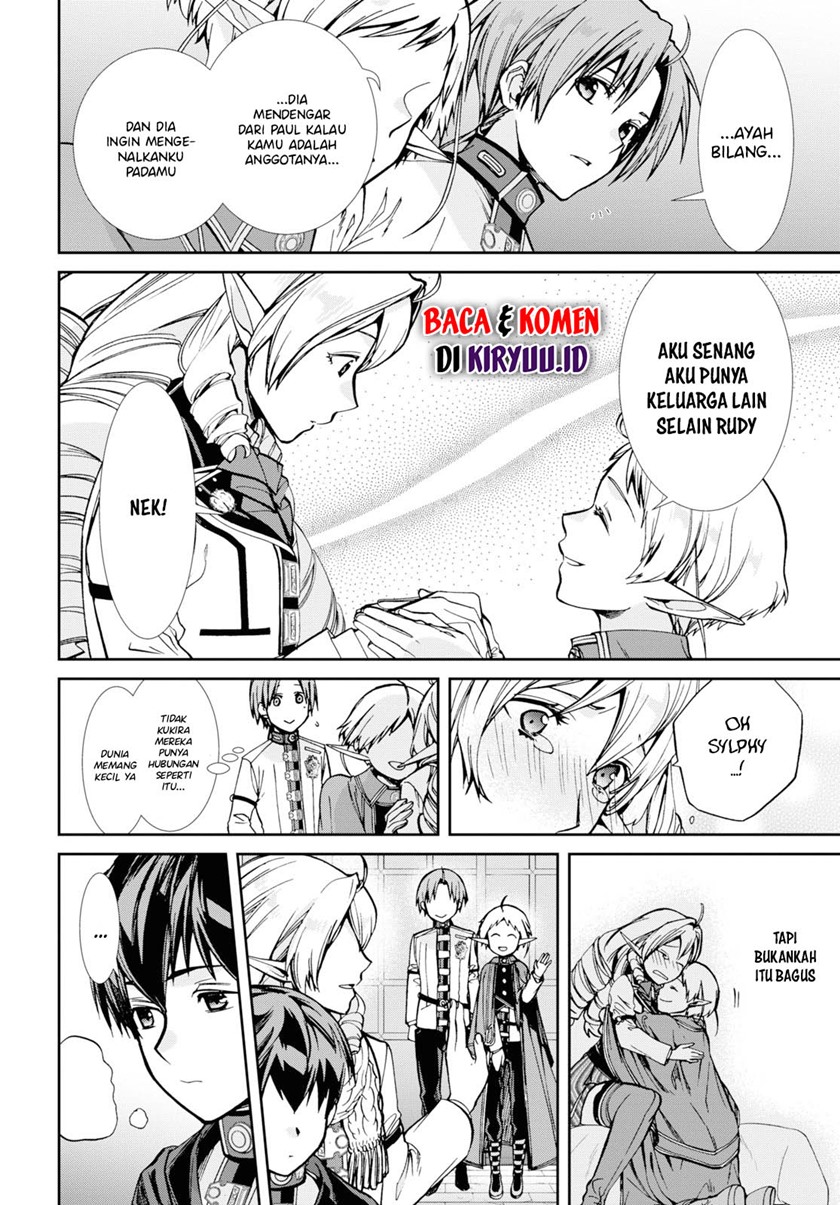 ...AYAH
BILANG...
...DIA
MENDENGAR
DARI PAUL KALAU
KAMU ADALAH
ANGGOTANYA...
DAN DIA
INGIN MENGE-
NALKANKU
PADAMU
AKU SENANG
AKU PUNYA
KELUARGA LAIN
SELAIN RUDY
BACA & KOMEN
DI KIRYUU.ID
NEK!
OH
SYLPHY
...!
TIDAK
KUKIRA
MEREKA
PUNYA
HUBUNGAN
SEPERTI
ITU...
DUNIA
MEMANG
KECIL YA
TAPI
BUKANKAH
ITU BAGUS
...